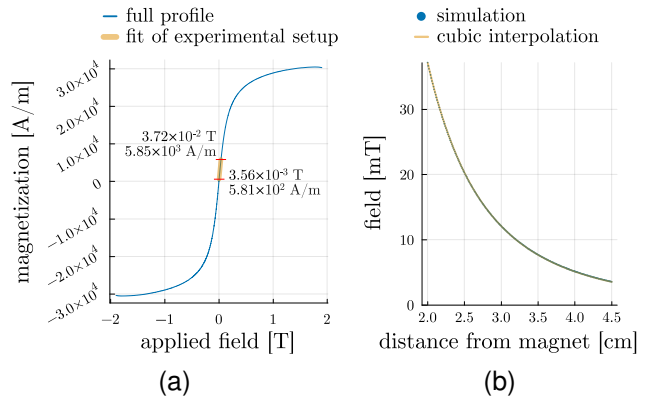 full profile
fit of experimental setup
magnetization [A/m]
3.0×10⁴
2.0×10⁴
1.0×10⁴
0
−1.0×10⁴
−2.0×10⁴
−3.0×10⁴
3.72×10⁻² T
5.85×10³ A/m
3.56×10⁻³ T
5.81×10² A/m
−2 −1 0 1 2
applied field [T]
(a)
simulation
cubic interpolation
field [mT]
30
20
10
0
2.0 2.5 3.0 3.5 4.0 4.5
distance from magnet [cm]
(b)